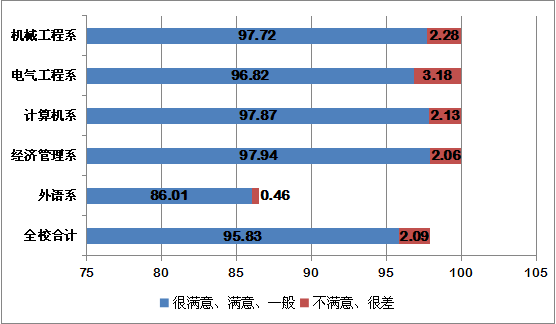 机械工程系 97.72 2.28
电气工程系 96.82 3.18
计算机系 97.87 2.13
经济管理系 97.94 2.06
外语系 86.01 0.46
全校合计 95.83 2.09
75 80 85 90 95 100 105
很满意、满意、一般 不满意、很差